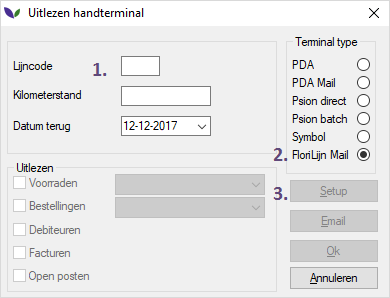 Uitlezen handterminal
Lijncode
1.
Kilometerstand
Datum terug
12-12-2017
Terminal type
PDA
PDA Mail
Psion direct
Psion batch
Symbol
2.
FloriLijn Mail
Uitlezen
Voorraden
Bestellingen
Debiteuren
Facturen
Open posten
3.
Setup
Email
Ok
Annuleren